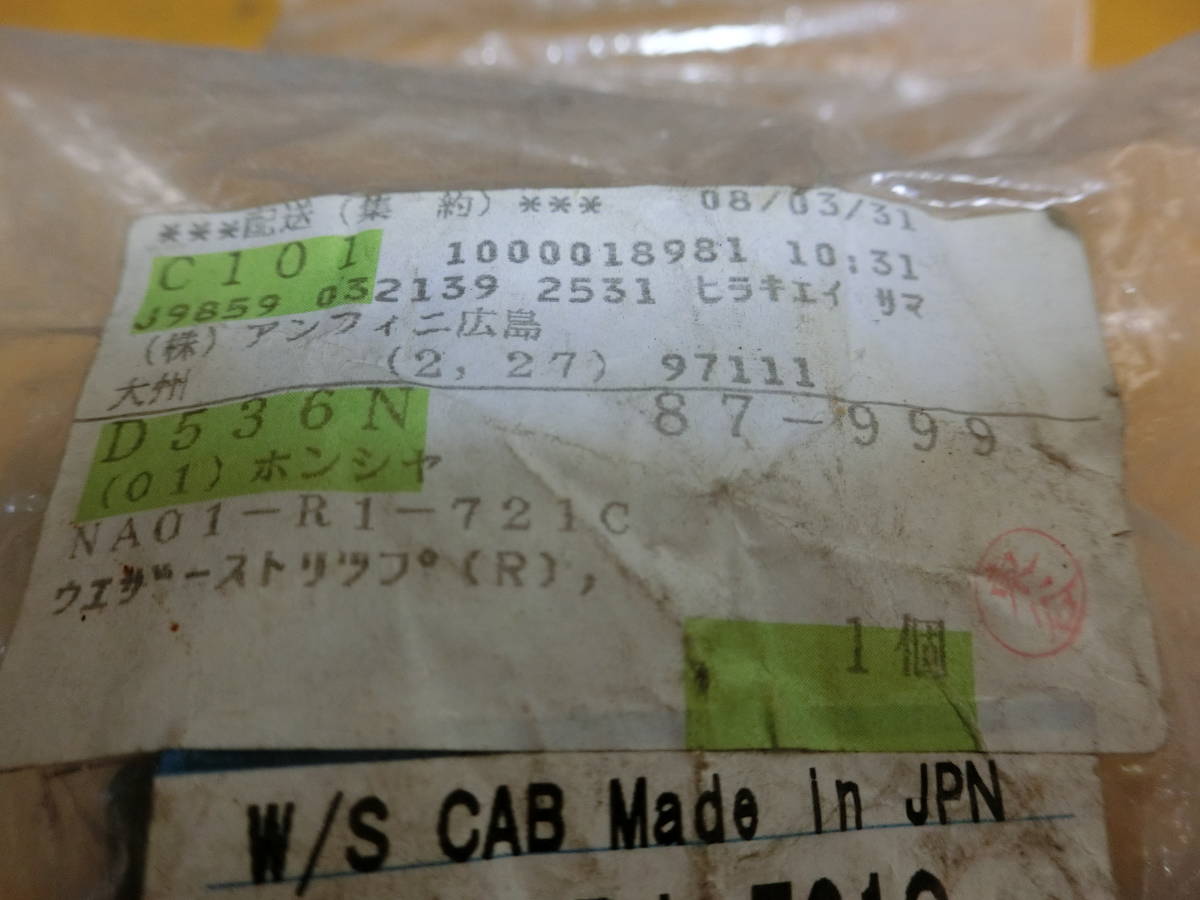 ***配送(集 約)*** 08/03/31
C101 1000018981 10:31
J9859 032139 2531 ヒラキエイ サマ
(株)アンフィニ広島
大州 (2, 27) 97111
D536N 87-999
(01)ホンシヤ
NA01-R1-721C
ウエザーストリツプ(R),
1個
W/S CAB Made in JPN